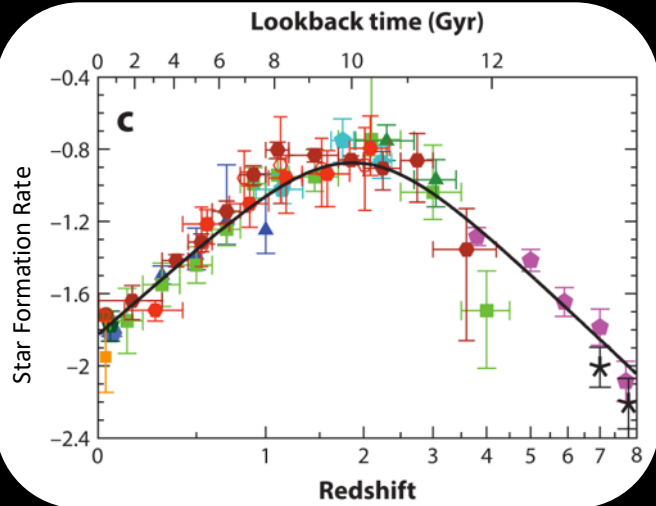 Lookback time (Gyr)
0 2 4 6 8 10 12
c
Star Formation Rate
−0.4
−0.8
−1.2
−1.6
−2
−2.4
0 1 2 3 4 5 6 7 8
Redshift